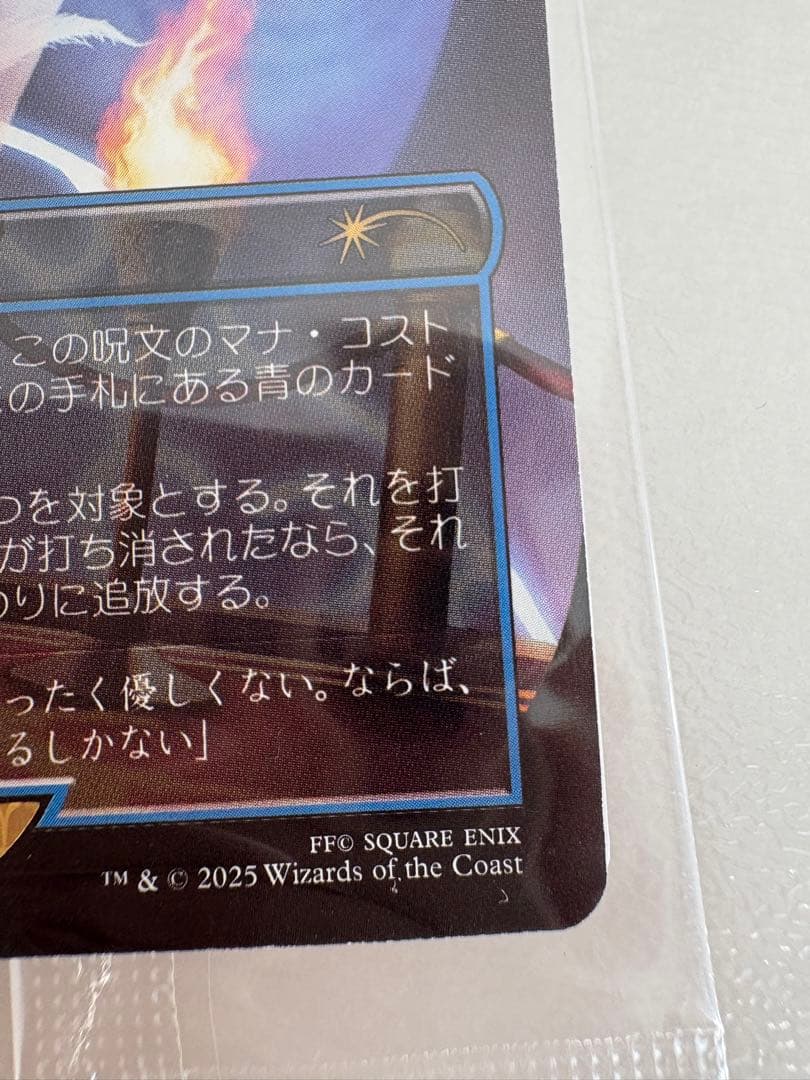 この呪文のマナ・コスト
の手札にある青のカード
つを対象とする。それを打
が打ち消されたなら、それ
りに追放する。
ったく優しくない。ならば、
るしかない」
FF© SQUARE ENIX
™ & © 2025 Wizards of the Coast